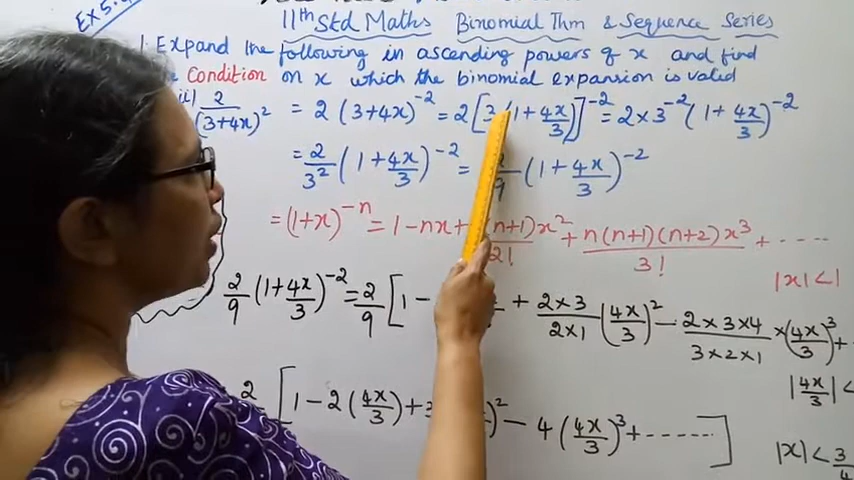 Ex 5.
11th Std Maths Binomial Thm & Sequence Series
1. Expand the following in ascending powers of x and find
Condition on x which the binomial expansion is valid
ii) 2/(3+4x)² = 2(3+4x)⁻² = 2[3(1+4x/3)]⁻² = 2×3⁻²(1+4x/3)⁻²
= 2/3² (1+4x/3)⁻² = 2/9 (1+4x/3)⁻²
= (1+x)⁻ⁿ = 1-nx+ (n+1)x²/2! + n(n+1)(n+2)x³/3! + ....
|x|<1
2/9 (1+4x/3)⁻² = 2/9 [1- + 2×3/2×1 (4x/3)² - 2×3×4/3×2×1 × (4x/3)³ +
|4x/3|<
2 [1-2(4x/3)+ )² - 4(4x/3)³ + ......]
|x|<3/4